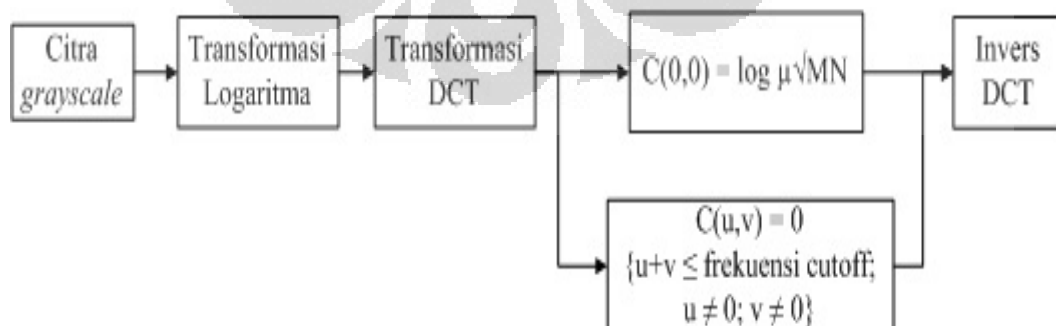 Citra
grayscale
Transformasi
Logaritma
Transformasi
DCT
C(0,0) = log μ√MN
Invers
DCT
C(u,v) = 0
{u+v ≤ frekuensi cutoff;
u ≠ 0; v ≠ 0}